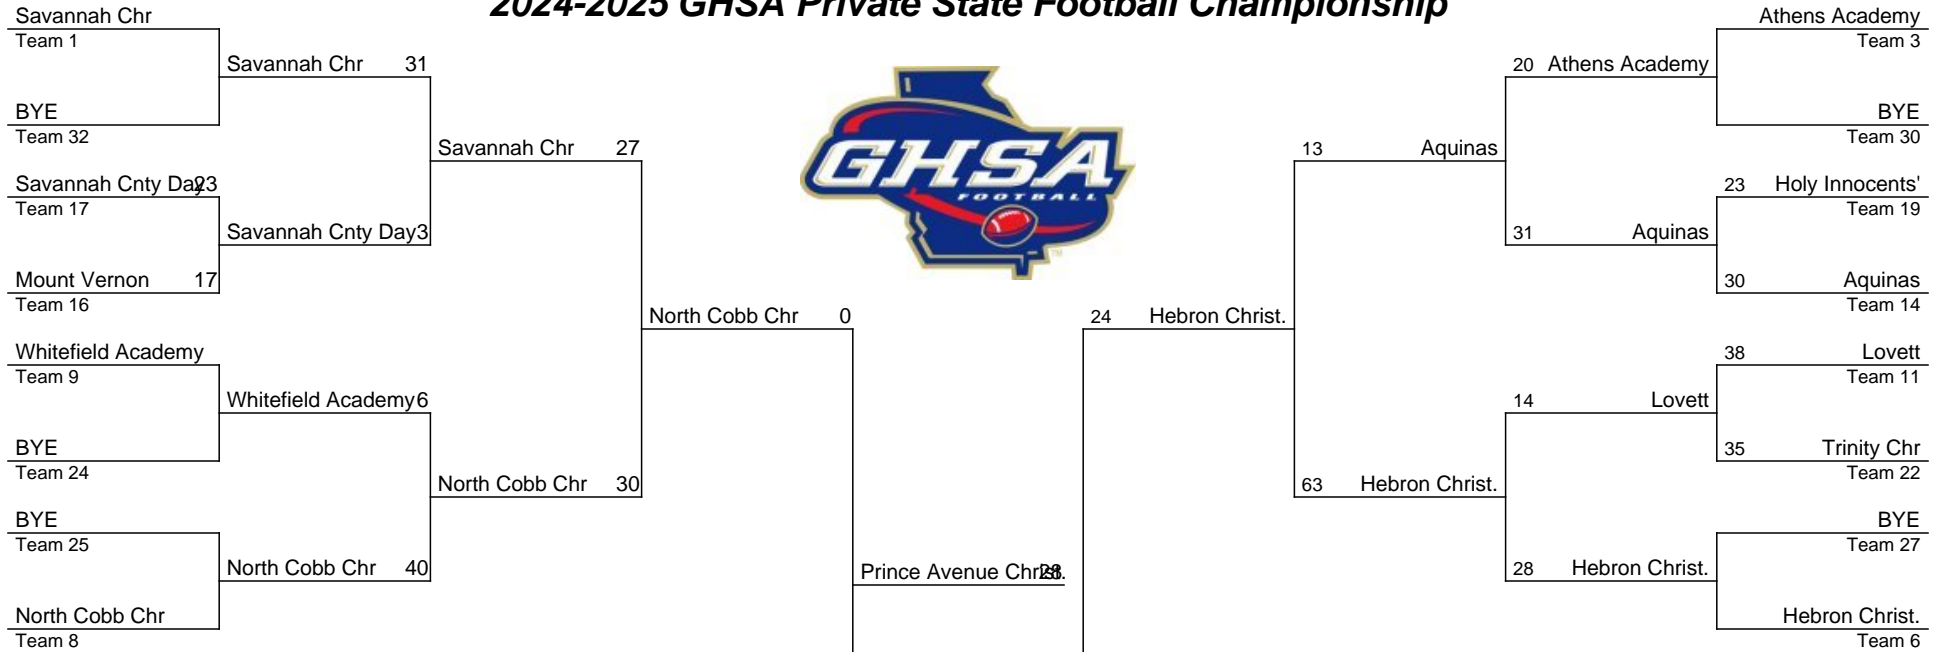 2024-2025 GHSA Private State Football Championship
Savannah Chr
Team 1
BYE
Team 32
Savannah Cnty Day 23
Team 17
Mount Vernon 17
Team 16
Whitefield Academy
Team 9
BYE
Team 24
BYE
Team 25
North Cobb Chr
Team 8
Savannah Chr 31
Savannah Cnty Day 3
Whitefield Academy 6
North Cobb Chr 40
Savannah Chr 27
North Cobb Chr 30
North Cobb Chr 0
GHSA
FOOTBALL
TM
Prince Avenue Christ. 28
24 Hebron Christ.
13 Aquinas
63 Hebron Christ.
20 Athens Academy
31 Aquinas
14 Lovett
28 Hebron Christ.
Athens Academy
Team 3
BYE
Team 30
23 Holy Innocents'
Team 19
30 Aquinas
Team 14
38 Lovett
Team 11
35 Trinity Chr
Team 22
BYE
Team 27
Hebron Christ.
Team 6